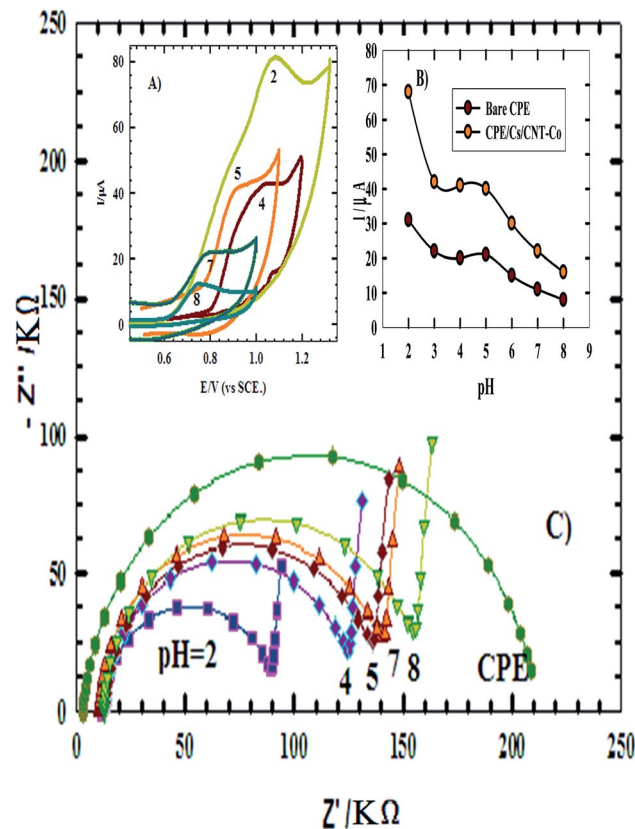 250
200
150
100
50
0
- Z'' /KΩ
0 50 100 150 200 250
Z' /KΩ
A)
80
60
40
20
0
I/µA
2
5
4
7
8
0.6 0.8 1.0 1.2
E/V (vs SCE.)
B)
80
70
60
50
40
30
20
10
0
I / µ A
Bare CPE
CPE/Cs/CNT-Co
1 2 3 4 5 6 7 8 9
pH
C)
pH=2
4
5
7
8
CPE